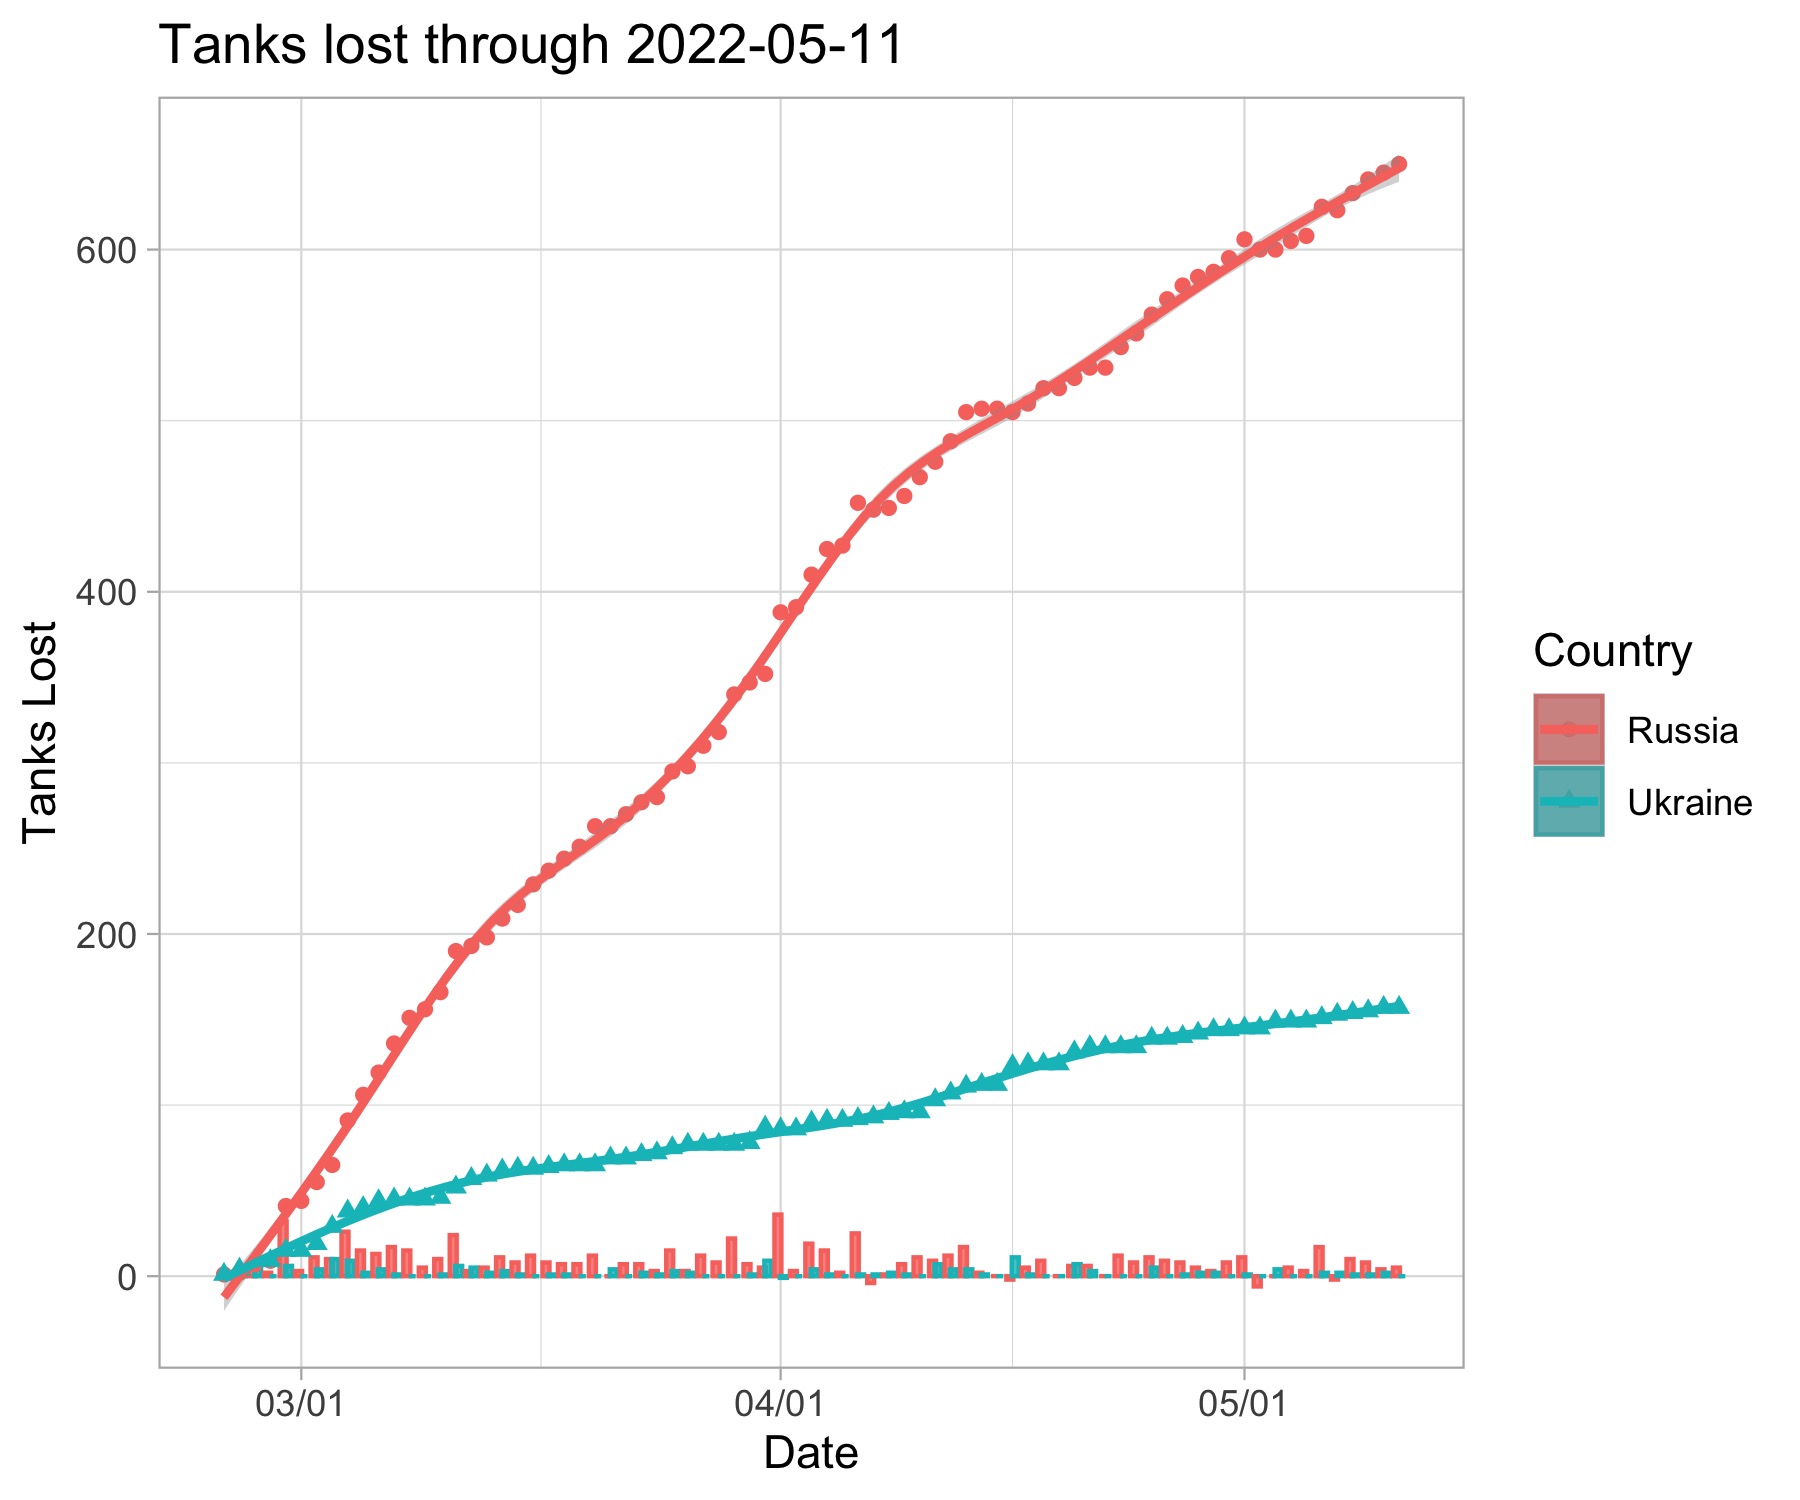 Tanks lost through 2022-05-11
600
400
200
0
Tanks Lost
03/01 04/01 05/01
Date
Country
Russia
Ukraine